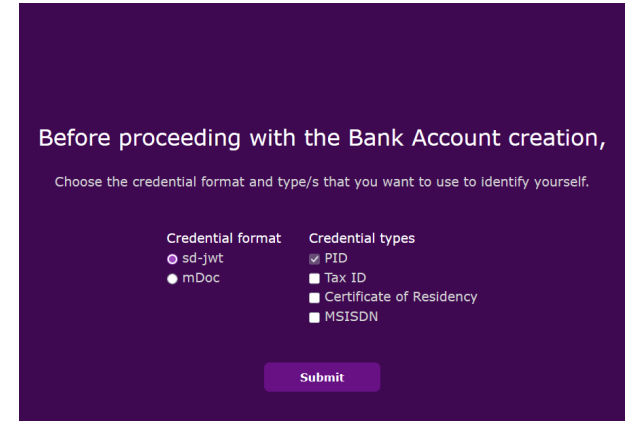 Before proceeding with the Bank Account creation,
Choose the credential format and type/s that you want to use to identify yourself.
Credential format
sd-jwt
mDoc
Credential types
PID
Tax ID
Certificate of Residency
MSISDN
Submit